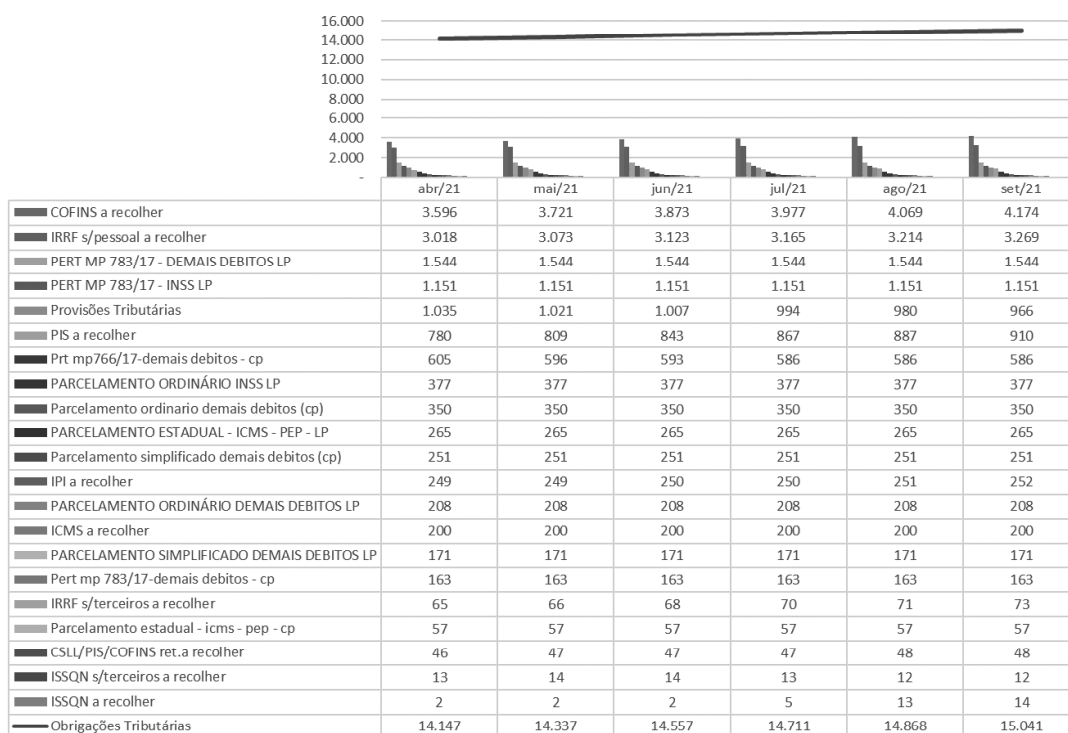 16.000
14.000
12.000
10.000
8.000
6.000
4.000
2.000
-
abr/21 mai/21 jun/21 jul/21 ago/21 set/21
COFINS a recolher 3.596 3.721 3.873 3.977 4.069 4.174
IRRF s/pessoal a recolher 3.018 3.073 3.123 3.165 3.214 3.269
PERT MP 783/17 - DEMAIS DEBITOS LP 1.544 1.544 1.544 1.544 1.544 1.544
PERT MP 783/17 - INSS LP 1.151 1.151 1.151 1.151 1.151 1.151
Provisões Tributárias 1.035 1.021 1.007 994 980 966
PIS a recolher 780 809 843 867 887 910
Prt mp766/17-demais debitos - cp 605 596 593 586 586 586
PARCELAMENTO ORDINÁRIO INSS LP 377 377 377 377 377 377
Parcelamento ordinario demais debitos (cp) 350 350 350 350 350 350
PARCELAMENTO ESTADUAL - ICMS - PEP - LP 265 265 265 265 265 265
Parcelamento simplificado demais debitos (cp) 251 251 251 251 251 251
IPI a recolher 249 249 250 250 251 252
PARCELAMENTO ORDINÁRIO DEMAIS DEBITOS LP 208 208 208 208 208 208
ICMS a recolher 200 200 200 200 200 200
PARCELAMENTO SIMPLIFICADO DEMAIS DEBITOS LP 171 171 171 171 171 171
Pert mp 783/17-demais debitos - cp 163 163 163 163 163 163
IRRF s/terceiros a recolher 65 66 68 70 71 73
Parcelamento estadual - icms - pep - cp 57 57 57 57 57 57
CSLL/PIS/COFINS ret.a recolher 46 47 47 47 48 48
ISSQN s/terceiros a recolher 13 14 14 13 12 12
ISSQN a recolher 2 2 2 5 13 14
Obrigações Tributárias 14.147 14.337 14.557 14.711 14.868 15.041